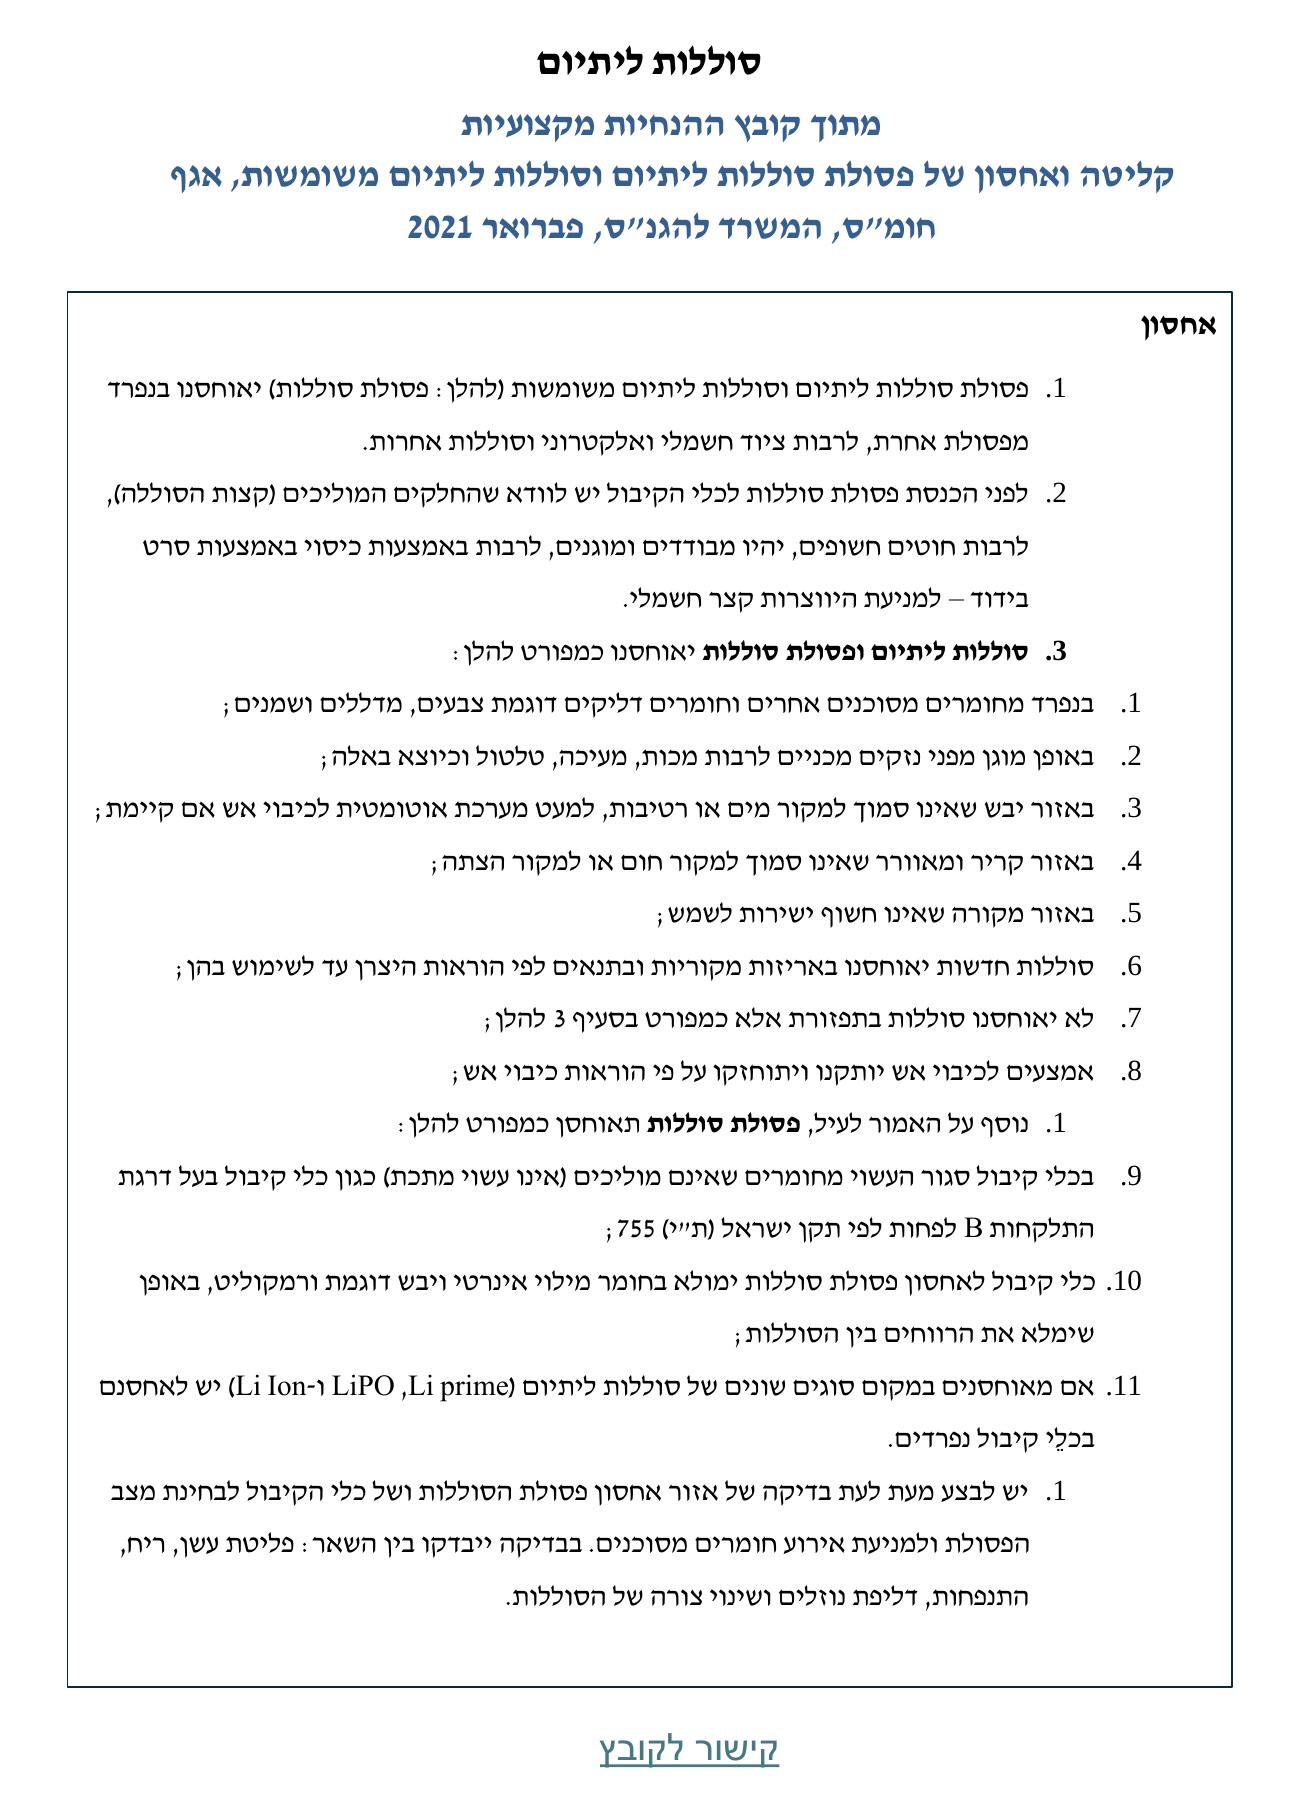 סוללות ליתיום
מתוך קובץ ההנחיות מקצועיות
קליטה ואחסון של פסולת סוללות ליתיום וסוללות ליתיום משומשות, אגף
חומ״ס, המשרד להגנ״ס, פברואר 2021
אחסון
1. פסולת סוללות ליתיום וסוללות ליתיום משומשות (להלן: פסולת סוללות) יאוחסנו בנפרד
מפסולת אחרת, לרבות ציוד חשמלי ואלקטרוני וסוללות אחרות.
2. לפני הכנסת פסולת סוללות לכלי הקיבול יש לוודא שהחלקים המוליכים (קצות הסוללה),
לרבות חוטים חשופים, יהיו מבודדים ומוגנים, לרבות באמצעות כיסוי באמצעות סרט
בידוד – למניעת היווצרות קצר חשמלי.
3. סוללות ליתיום ופסולת סוללות יאוחסנו כמפורט להלן:
1. בנפרד מחומרים מסוכנים אחרים וחומרים דליקים דוגמת צבעים, מדללים ושמנים;
2. באופן מוגן מפני נזקים מכניים לרבות מכות, מעיכה, טלטול וכיוצא באלה;
3. באזור יבש שאינו סמוך למקור מים או רטיבות, למעט מערכת אוטומטית לכיבוי אש אם קיימת;
4. באזור קריר ומאוורר שאינו סמוך למקור חום או למקור הצתה;
5. באזור מקורה שאינו חשוף ישירות לשמש;
6. סוללות חדשות יאוחסנו באריזות מקוריות ובתנאים לפי הוראות היצרן עד לשימוש בהן;
7. לא יאוחסנו סוללות בתפזורת אלא כמפורט בסעיף 3 להלן;
8. אמצעים לכיבוי אש יותקנו ויתוחזקו על פי הוראות כיבוי אש;
1. נוסף על האמור לעיל, פסולת סוללות תאוחסן כמפורט להלן:
9. בכלי קיבול סגור העשוי מחומרים שאינם מוליכים (אינו עשוי מתכת) כגון כלי קיבול בעל דרגת
התלקחות B לפחות לפי תקן ישראל (ת״י) 755;
10. כלי קיבול לאחסון פסולת סוללות ימולא בחומר מילוי אינרטי ויבש דוגמת ורמקוליט, באופן
שימלא את הרווחים בין הסוללות;
11. אם מאוחסנים במקום סוגים שונים של סוללות ליתיום (Li prime, LiPO ו-Li Ion) יש לאחסנם
בכלֵי קיבול נפרדים.
1. יש לבצע מעת לעת בדיקה של אזור אחסון פסולת הסוללות ושל כלי הקיבול לבחינת מצב
הפסולת ולמניעת אירוע חומרים מסוכנים. בבדיקה ייבדקו בין השאר: פליטת עשן, ריח,
התנפחות, דליפת נוזלים ושינוי צורה של הסוללות.
קישור לקובץ